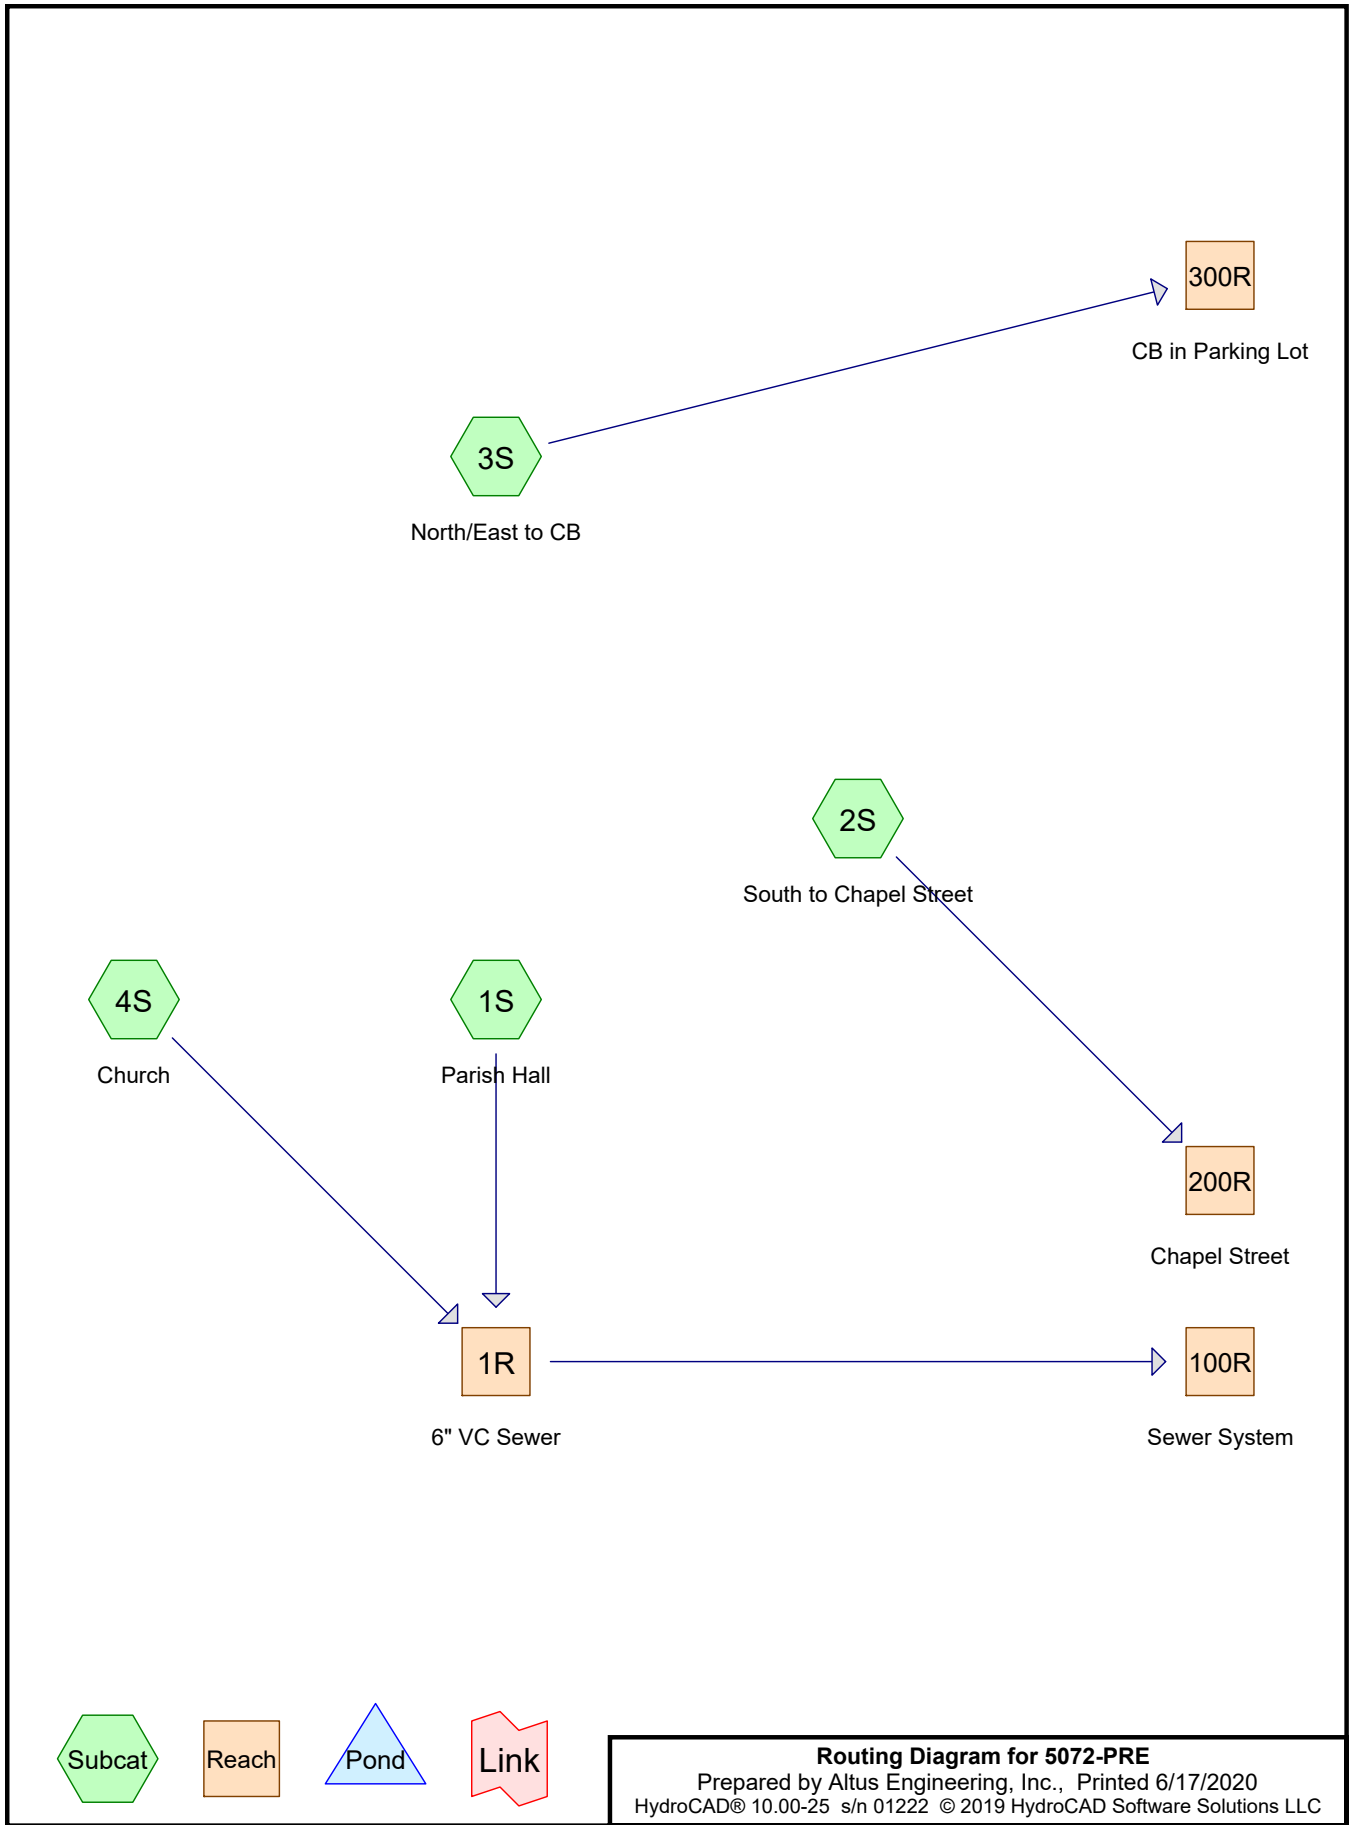 300R
CB in Parking Lot
3S
North/East to CB
2S
South to Chapel Street
4S
Church
1S
Parish Hall
200R
Chapel Street
1R
6" VC Sewer
100R
Sewer System
Subcat
Reach
Pond
Link
Routing Diagram for 5072-PRE
Prepared by Altus Engineering, Inc., Printed 6/17/2020
HydroCAD® 10.00-25 s/n 01222 © 2019 HydroCAD Software Solutions LLC